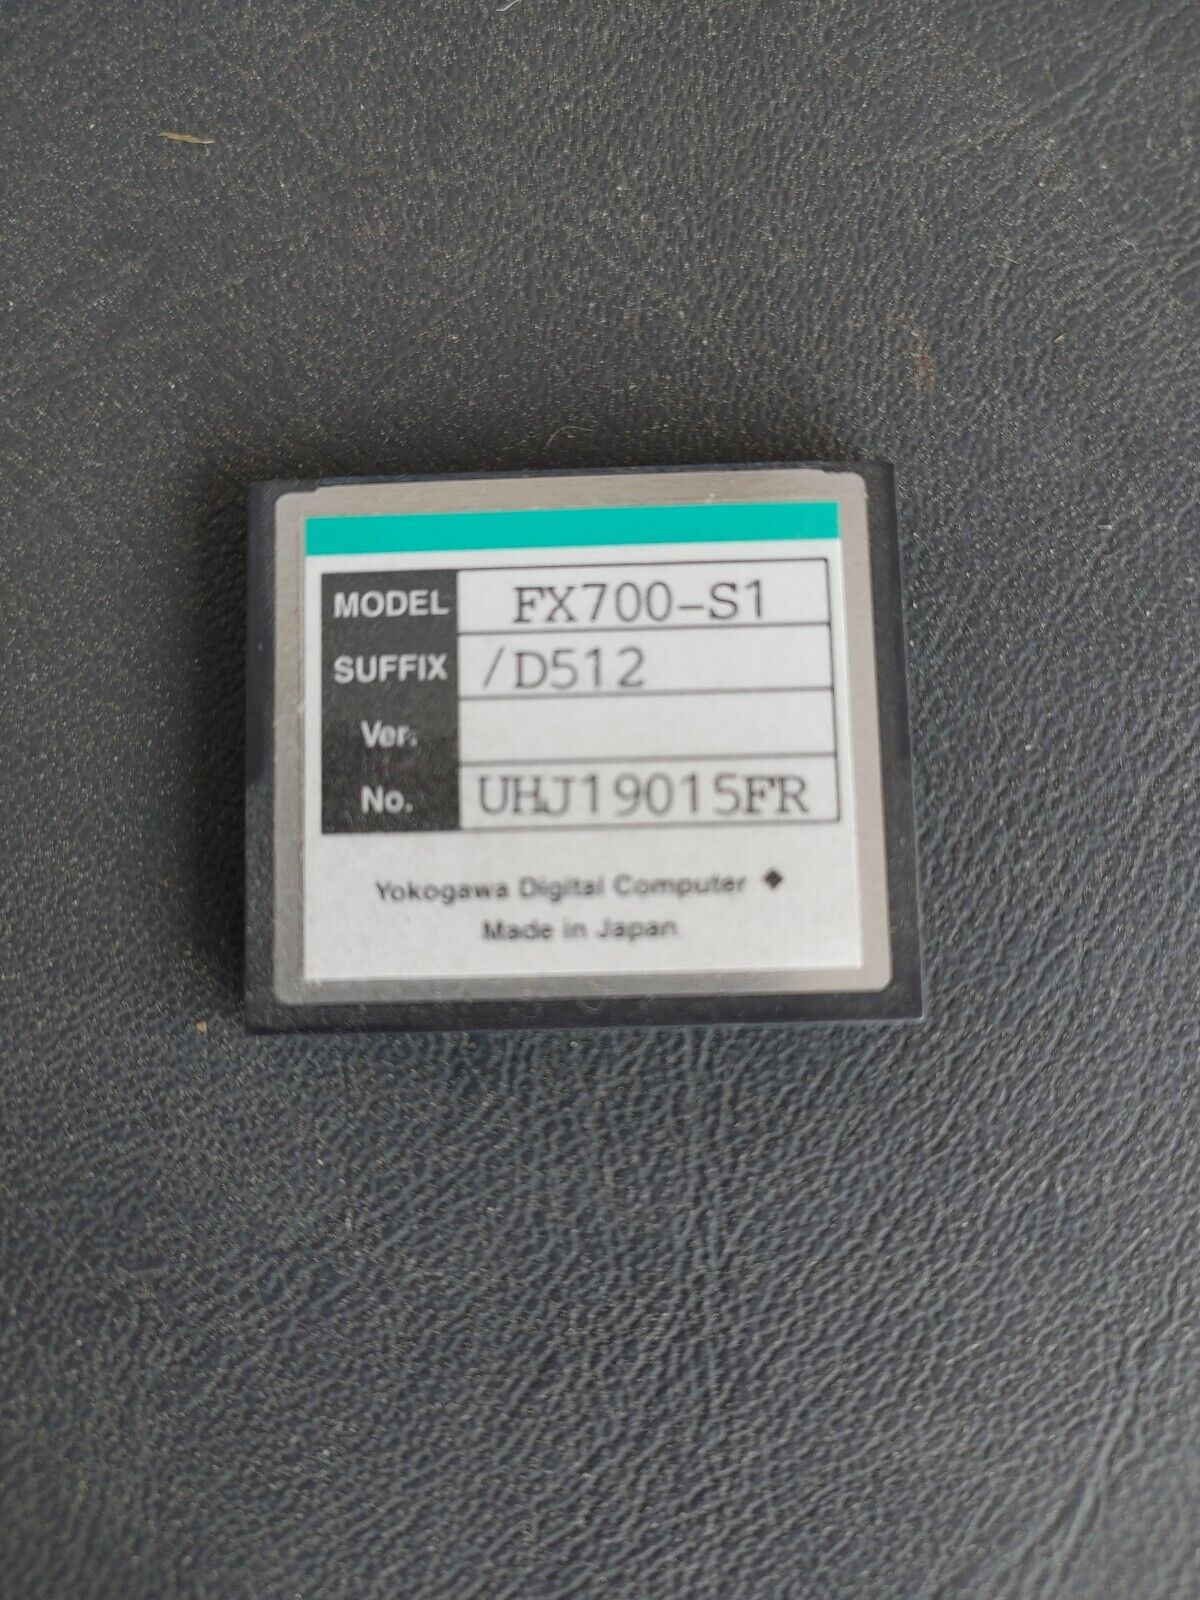 MODEL FX700-S1
SUFFIX /D512
Ver.
No. UHJ19015FR
Yokogawa Digital Computer ◆
Made in Japan